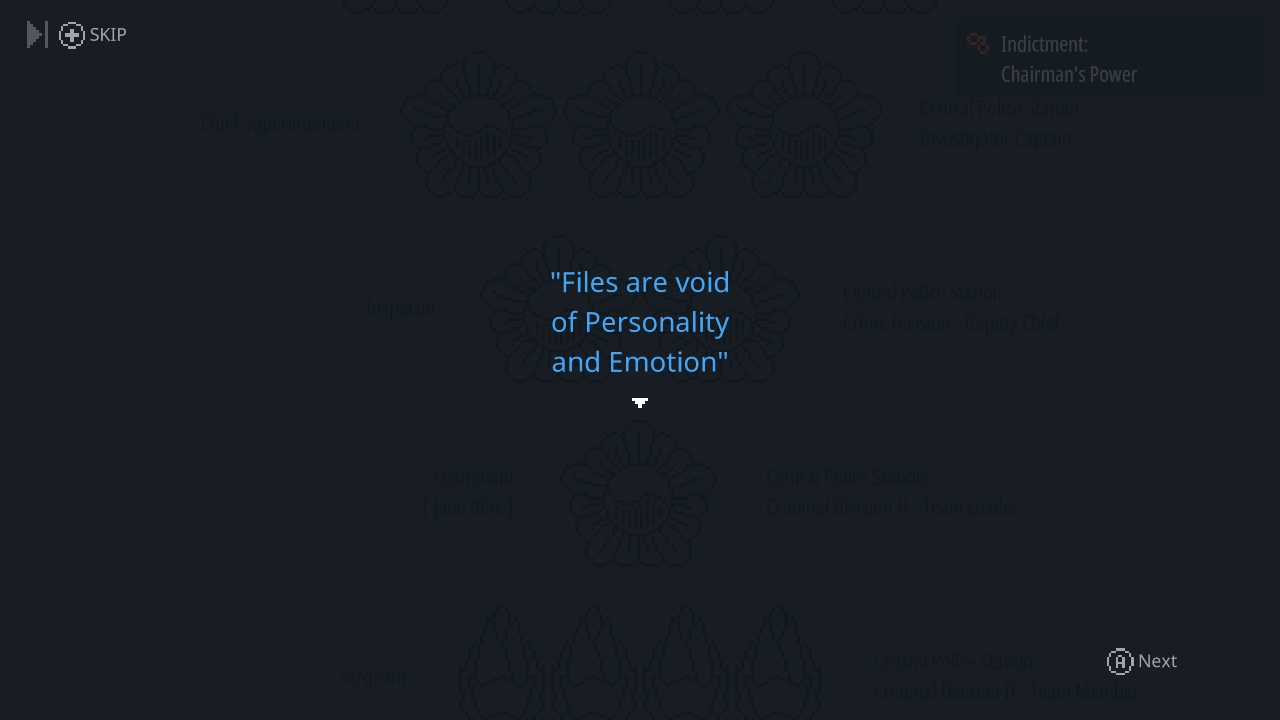 SKIP
Indictment:
Chairman's Power
Chief Superintendent
Central Police Station:
Investigator Captain
Inspector
Central Police Station:
Crime Division - Deputy Chief
"Files are void
of Personality
and Emotion"
Lieutenant
[ Jane Blue ]
Central Police Station:
Criminal Division II - Team Leader
Sergeant
Central Police Station:
Criminal Division II - Team Member
A Next